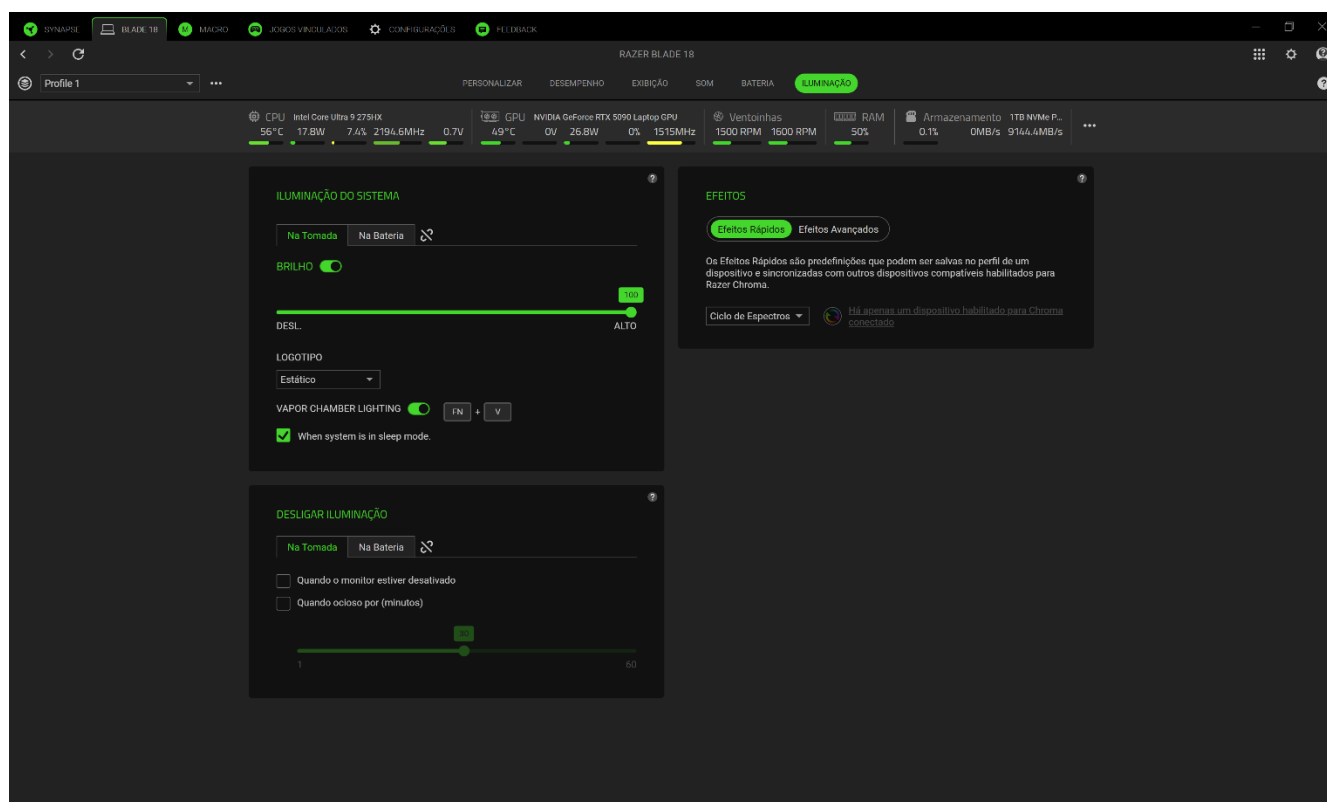 SYNAPSE BLADE 18 MACRO JOGOS VINCULADOS CONFIGURAÇÕES FEEDBACK
RAZER BLADE 18
Profile 1
PERSONALIZAR DESEMPENHO EXIBIÇÃO SOM BATERIA ILUMINAÇÃO
CPU Intel Core Ultra 9 275HX
56°C 17.8W 7.4% 2194.6MHz 0.7V
GPU NVIDIA GeForce RTX 5090 Laptop GPU
49°C 0V 26.8W 0% 1515MHz
Ventoinhas
1500 RPM 1600 RPM
RAM
50%
Armazenamento 1TB NVMe P...
0.1% 0MB/s 9144.4MB/s
ILUMINAÇÃO DO SISTEMA
Na Tomada Na Bateria
BRILHO
100
DESL. ALTO
LOGOTIPO
Estático
VAPOR CHAMBER LIGHTING FN + V
When system is in sleep mode.
EFEITOS
Efeitos Rápidos Efeitos Avançados
Os Efeitos Rápidos são predefinições que podem ser salvas no perfil de um
dispositivo e sincronizadas com outros dispositivos compatíveis habilitados para
Razer Chroma.
Ciclo de Espectros
Há apenas um dispositivo habilitado para Chroma
conectado
DESLIGAR ILUMINAÇÃO
Na Tomada Na Bateria
Quando o monitor estiver desativado
Quando ocioso por (minutos)
30
1 60